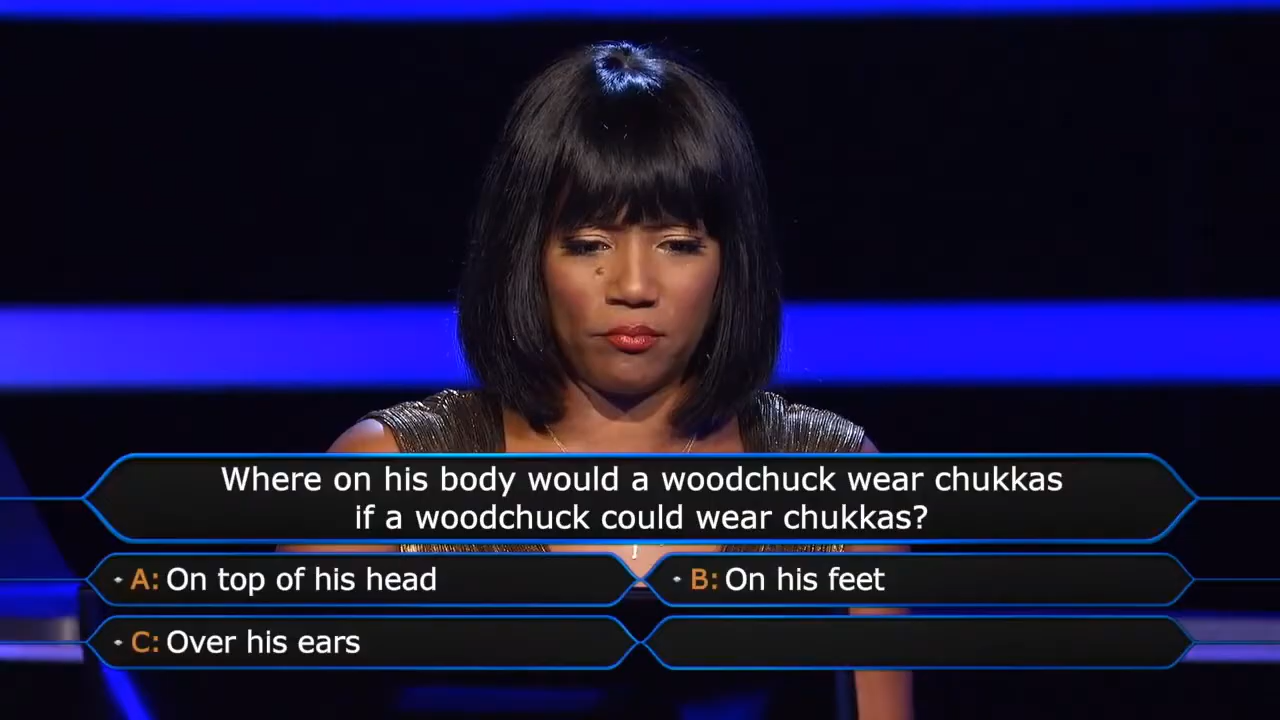 Where on his body would a woodchuck wear chukkas
if a woodchuck could wear chukkas?
A: On top of his head
B: On his feet
C: Over his ears